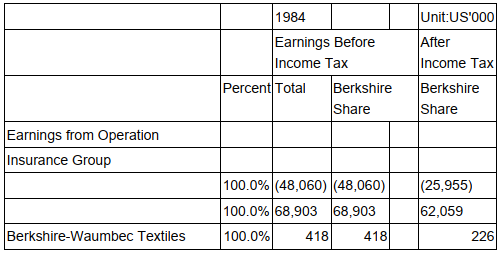 1984 Unit:US'000
Earnings Before After
Income Tax Income Tax
Percent Total Berkshire Berkshire
Share Share
Earnings from Operation
Insurance Group
100.0% (48,060) (48,060) (25,955)
100.0% 68,903 68,903 62,059
Berkshire-Waumbec Textiles 100.0% 418 418 226